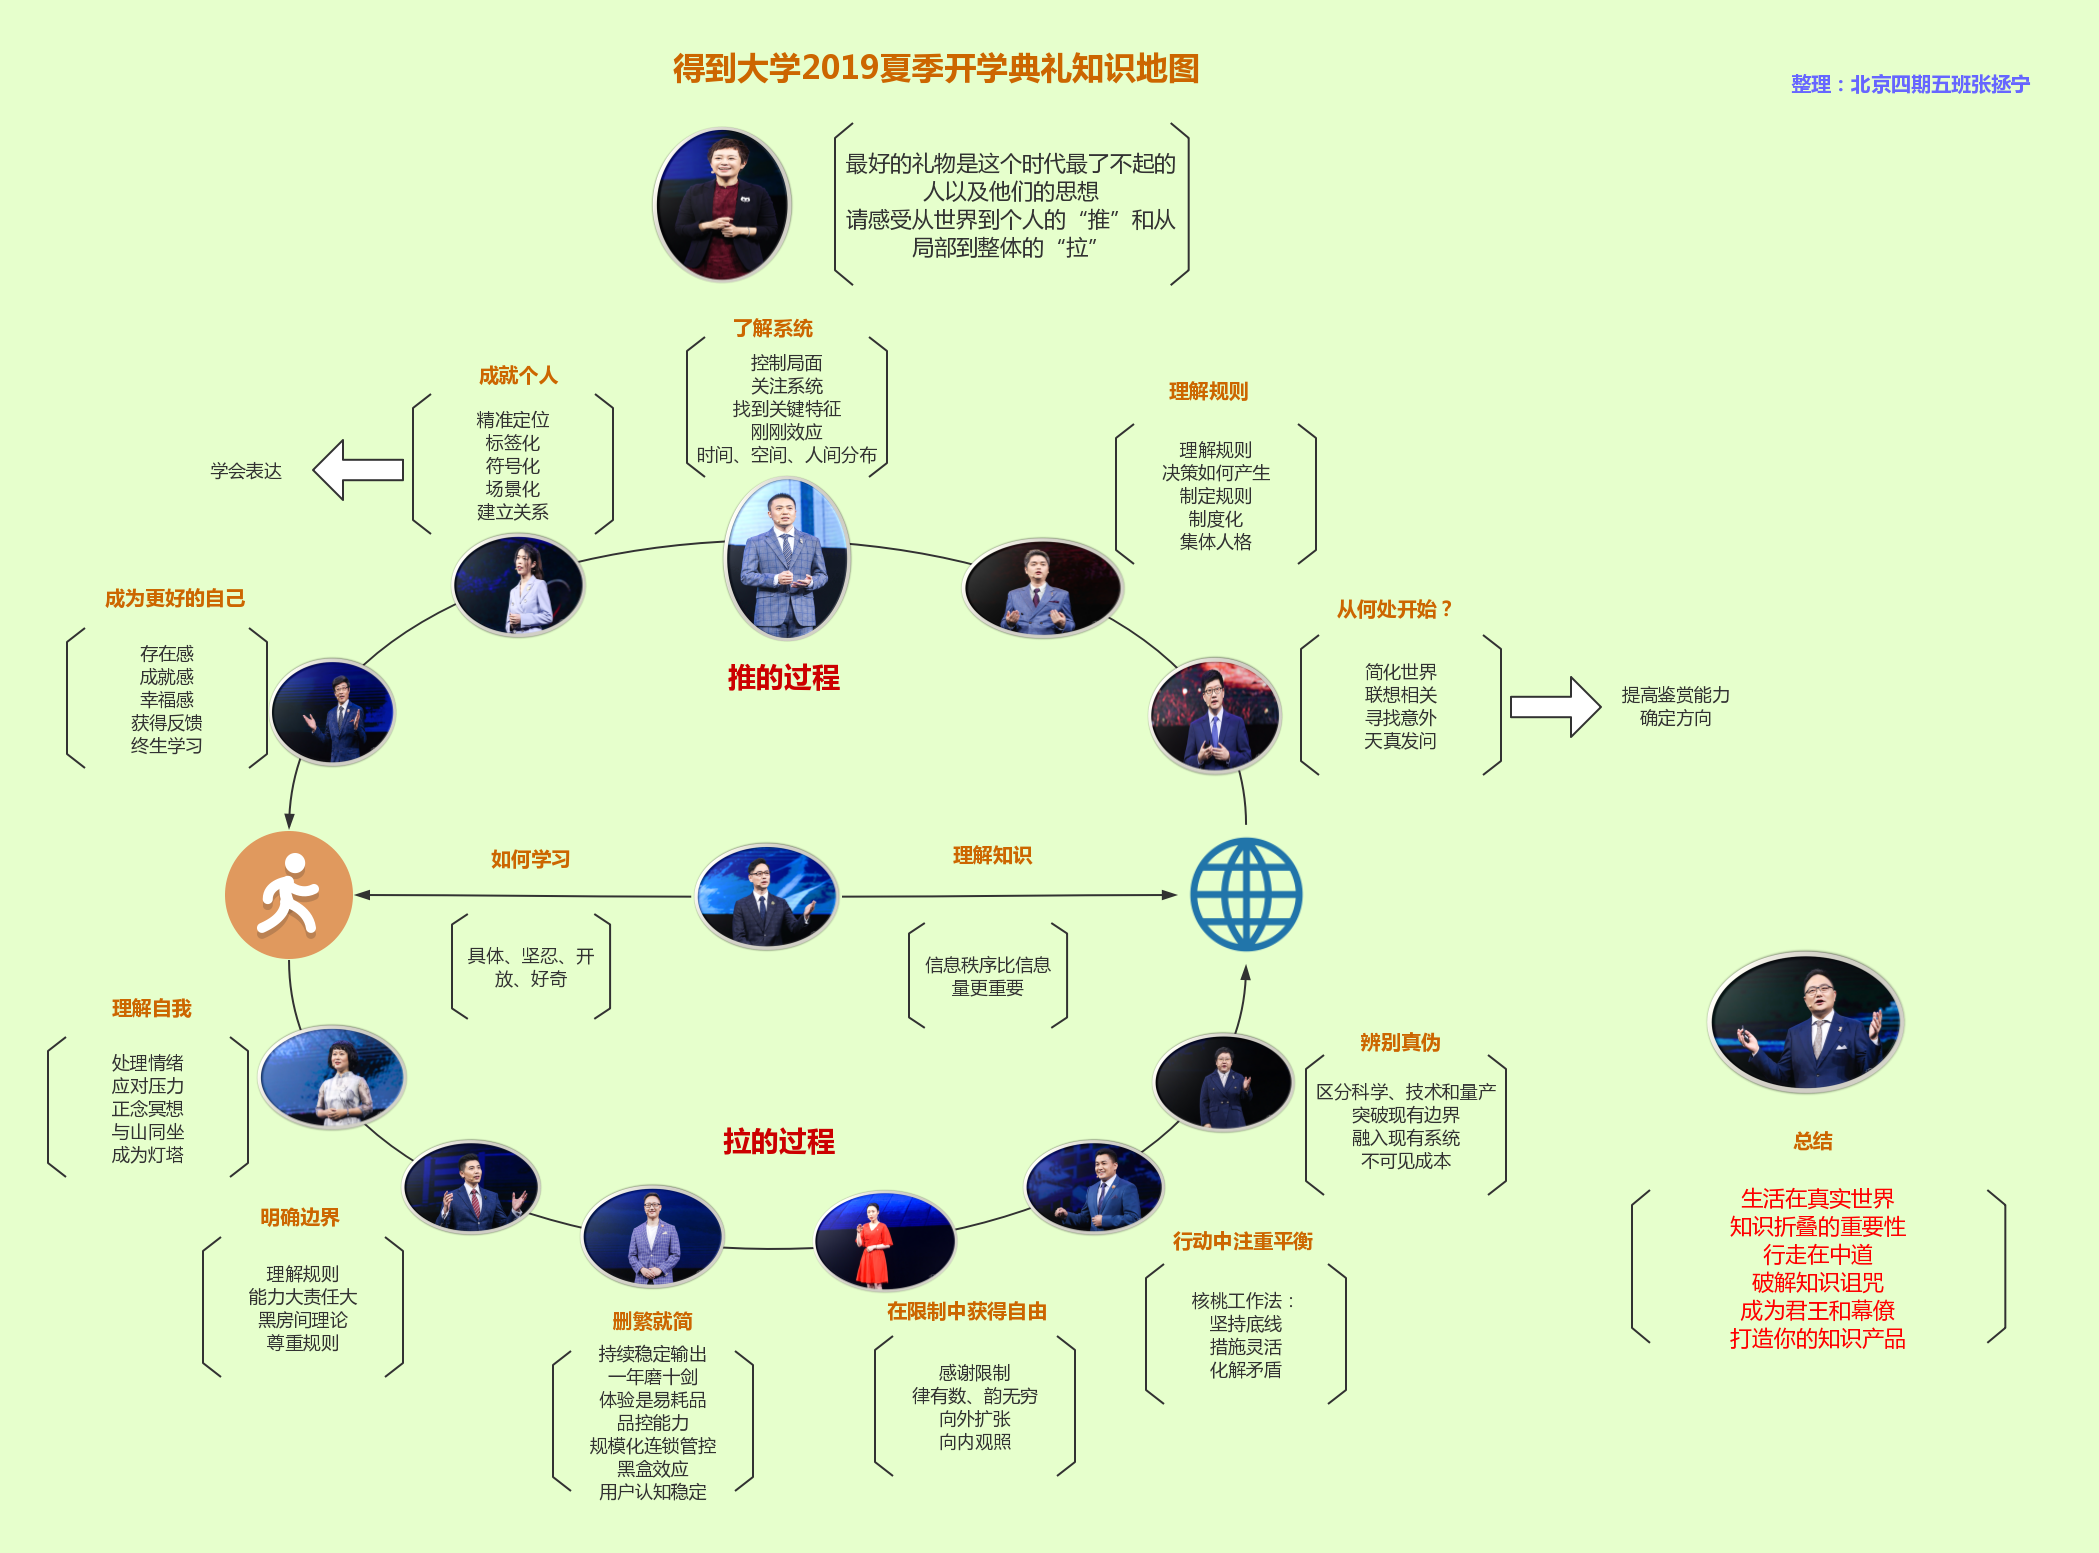 得到大学2019夏季开学典礼知识地图
整理：北京四期五班张拯宁
最好的礼物是这个时代最了不起的
人以及他们的思想
请感受从世界到个人的“推”和从
局部到整体的“拉”
了解系统
控制局面
关注系统
找到关键特征
刚刚效应
时间、空间、人间分布
成就个人
精准定位
标签化
符号化
场景化
建立关系
学会表达
理解规则
理解规则
决策如何产生
制定规则
制度化
集体人格
成为更好的自己
存在感
成就感
幸福感
获得反馈
终生学习
从何处开始？
简化世界
联想相关
寻找意外
天真发问
提高鉴赏能力
确定方向
推的过程
如何学习
具体、坚忍、开
放、好奇
理解知识
信息秩序比信息
量更重要
理解自我
处理情绪
应对压力
正念冥想
与山同坐
成为灯塔
拉的过程
辨别真伪
区分科学、技术和量产
突破现有边界
融入现有系统
不可见成本
明确边界
理解规则
能力大责任大
黑房间理论
尊重规则
删繁就简
持续稳定输出
一年磨十剑
体验是易耗品
品控能力
规模化连锁管控
黑盒效应
用户认知稳定
在限制中获得自由
感谢限制
律有数、韵无穷
向外扩张
向内观照
行动中注重平衡
核桃工作法：
坚持底线
措施灵活
化解矛盾
总结
生活在真实世界
知识折叠的重要性
行走在中道
破解知识诅咒
成为君王和幕僚
打造你的知识产品